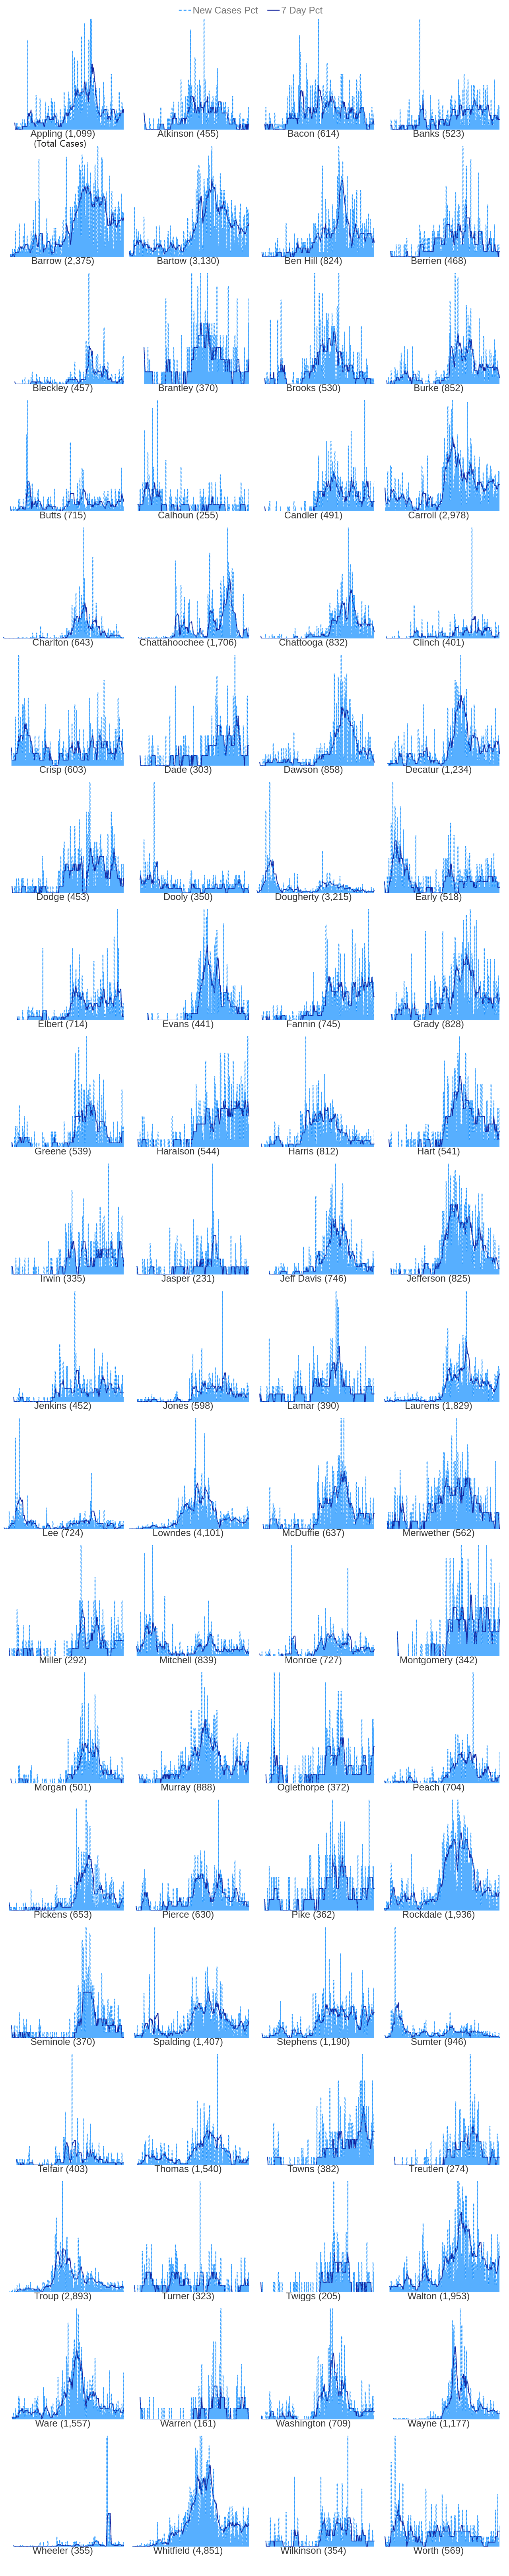 New Cases Pct 7 Day Pct
Appling (1,099) Atkinson (455) Bacon (614) Banks (523)
(Total Cases)
Barrow (2,375) Bartow (3,130) Ben Hill (824) Berrien (468)
Bleckley (457) Brantley (370) Brooks (530) Burke (852)
Butts (715) Calhoun (255) Candler (491) Carroll (2,978)
Charlton (643) Chattahoochee (1,706) Chattooga (832) Clinch (401)
Crisp (603) Dade (303) Dawson (858) Decatur (1,234)
Dodge (453) Dooly (350) Dougherty (3,215) Early (518)
Elbert (714) Evans (441) Fannin (745) Grady (828)
Greene (539) Haralson (544) Harris (812) Hart (541)
Irwin (335) Jasper (231) Jeff Davis (746) Jefferson (825)
Jenkins (452) Jones (598) Lamar (390) Laurens (1,829)
Lee (724) Lowndes (4,101) McDuffie (637) Meriwether (562)
Miller (292) Mitchell (839) Monroe (727) Montgomery (342)
Morgan (501) Murray (888) Oglethorpe (372) Peach (704)
Pickens (653) Pierce (630) Pike (362) Rockdale (1,936)
Seminole (370) Spalding (1,407) Stephens (1,190) Sumter (946)
Telfair (403) Thomas (1,540) Towns (382) Treutlen (274)
Troup (2,893) Turner (323) Twiggs (205) Walton (1,953)
Ware (1,557) Warren (161) Washington (709) Wayne (1,177)
Wheeler (355) Whitfield (4,851) Wilkinson (354) Worth (569)